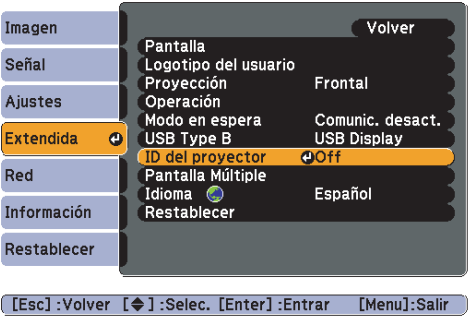 Imagen
Señal
Ajustes
Extendida
Red
Información
Restablecer
Volver
Pantalla
Logotipo del usuario
Proyección Frontal
Operación
Modo en espera Comunic. desact.
USB Type B USB Display
ID del proyector Off
Pantalla Múltiple
Idioma Español
Restablecer
[Esc] :Volver [◆] :Selec. [Enter] :Entrar [Menu]:Salir